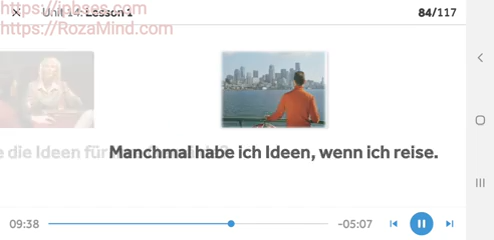 https://iphses.com
× Unit 14: Lesson 1
84/117
https://RozaMind.com
e die Ideen für
Manchmal habe ich Ideen, wenn ich reise.
09:38
-05:07